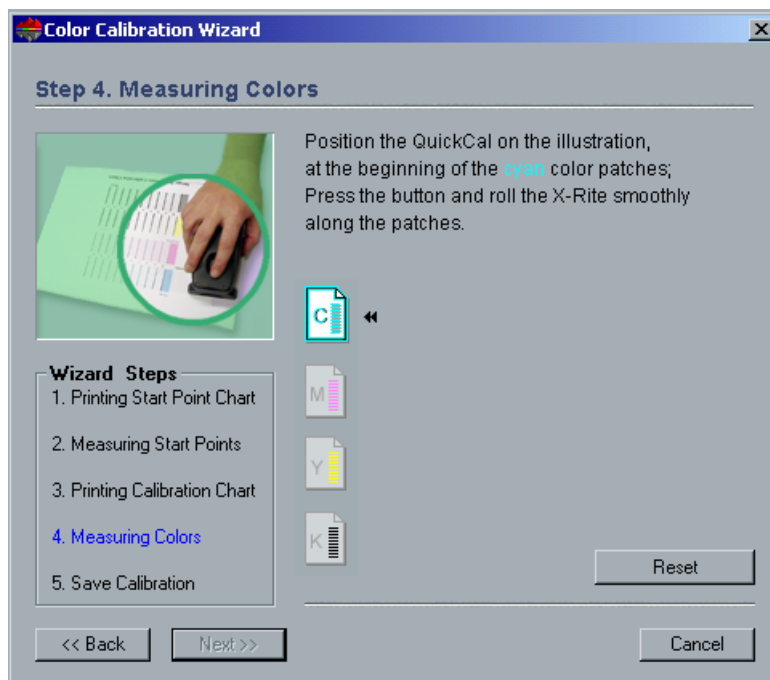 Color Calibration Wizard
Step 4. Measuring Colors
Position the QuickCal on the illustration,
at the beginning of the cyan color patches;
Press the button and roll the X-Rite smoothly
along the patches.
C
M
Y
K
Wizard Steps
1. Printing Start Point Chart
2. Measuring Start Points
3. Printing Calibration Chart
4. Measuring Colors
5. Save Calibration
Reset
<< Back
Next >>
Cancel